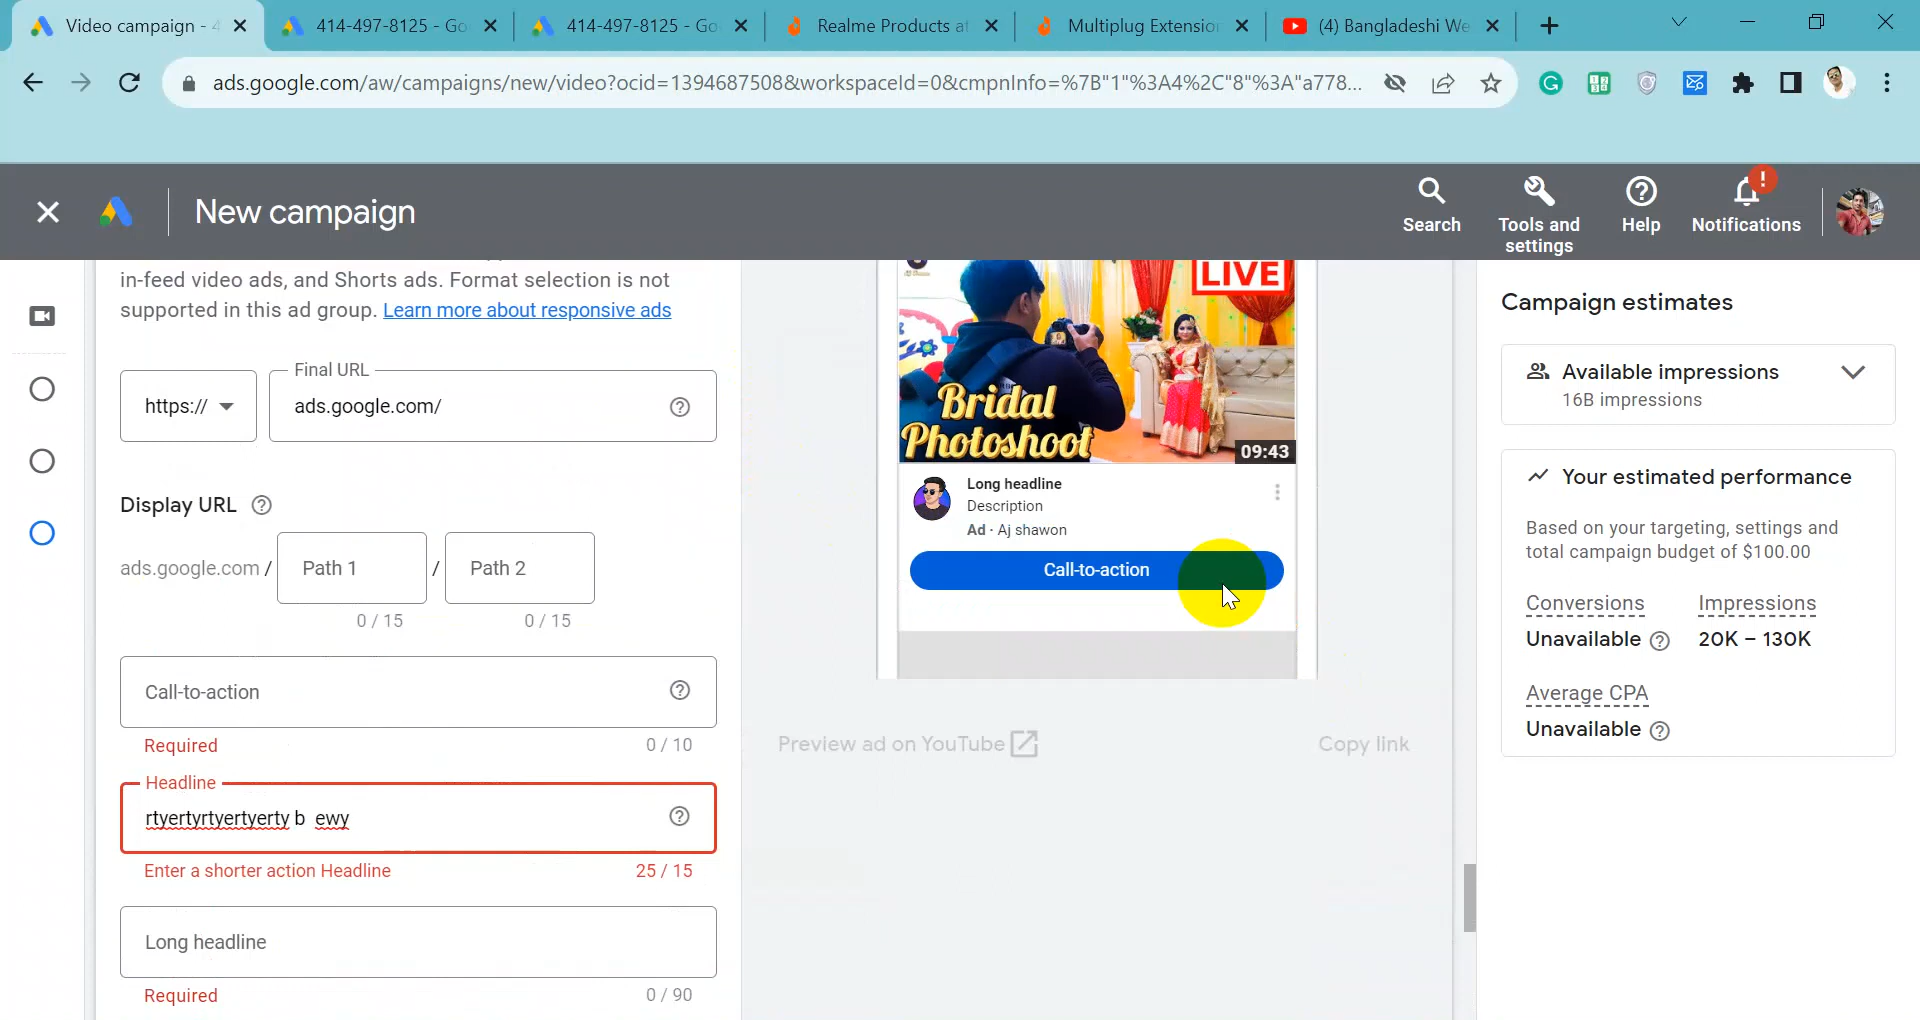 Video campaign - 4
414-497-8125 - Go
414-497-8125 - Go
Realme Products at
Multiplug Extension
(4) Bangladeshi We
ads.google.com/aw/campaigns/new/video?ocid=1394687508&workspaceId=0&cmpnInfo=%7B"1"%3A4%2C"8"%3A"a778...
New campaign
Search
Tools and
settings
Help
Notifications
in-feed video ads, and Shorts ads. Format selection is not
supported in this ad group. Learn more about responsive ads
https://
Final URL
ads.google.com/
Display URL
ads.google.com /
Path 1
/
Path 2
0 / 15
0 / 15
Call-to-action
Required
0 / 10
Headline
rtyertyrtyertyerty b ewy
Enter a shorter action Headline
25 / 15
Long headline
Required
0 / 90
LIVE
Bridal
Photoshoot
09:43
Long headline
Description
Ad · Aj shawon
Call-to-action
Preview ad on YouTube
Copy link
Campaign estimates
Available impressions
16B impressions
Your estimated performance
Based on your targeting, settings and
total campaign budget of $100.00
Conversions
Impressions
Unavailable
20K – 130K
Average CPA
Unavailable